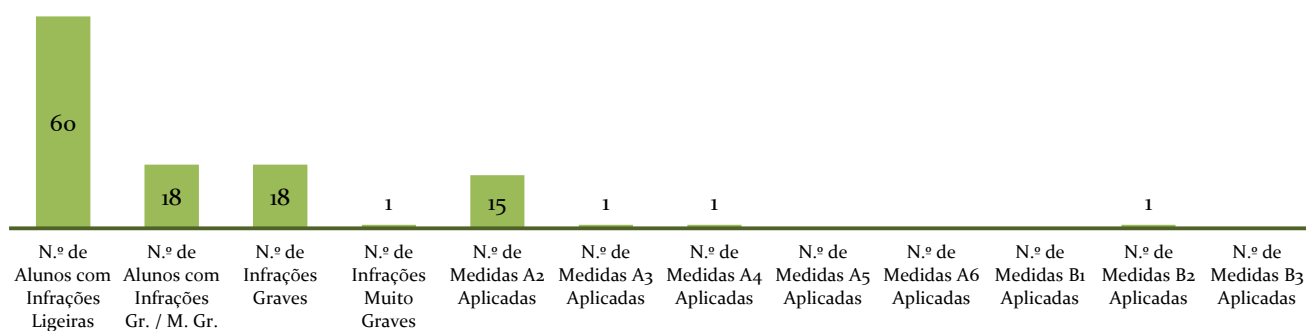 60
18
18
1
15
1
1
1
N.º de
Alunos com
Infrações
Ligeiras
N.º de
Alunos com
Infrações
Gr. / M. Gr.
N.º de
Infrações
Graves
N.º de
Infrações
Muito
Graves
N.º de
Medidas A2
Aplicadas
N.º de
Medidas A3
Aplicadas
N.º de
Medidas A4
Aplicadas
N.º de
Medidas A5
Aplicadas
N.º de
Medidas A6
Aplicadas
N.º de
Medidas B1
Aplicadas
N.º de
Medidas B2
Aplicadas
N.º de
Medidas B3
Aplicadas